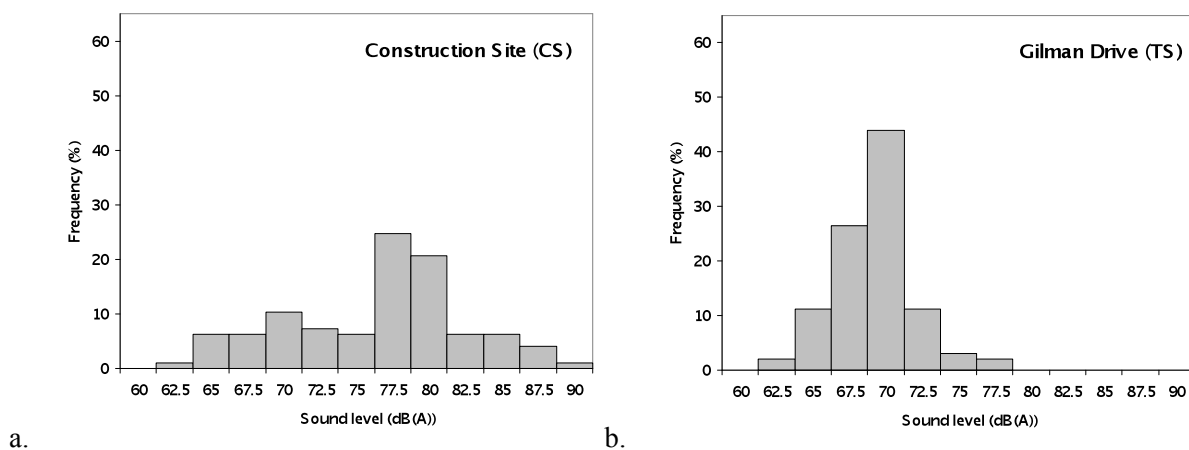 Construction Site (CS)
60
50
40
30
20
10
0
Frequency (%)
60 62.5 65 67.5 70 72.5 75 77.5 80 82.5 85 87.5 90
Sound level (dB(A))
a.
Gilman Drive (TS)
60
50
40
30
20
10
0
Frequency (%)
60 62.5 65 67.5 70 72.5 75 77.5 80 82.5 85 87.5 90
Sound level (dB(A))
b.